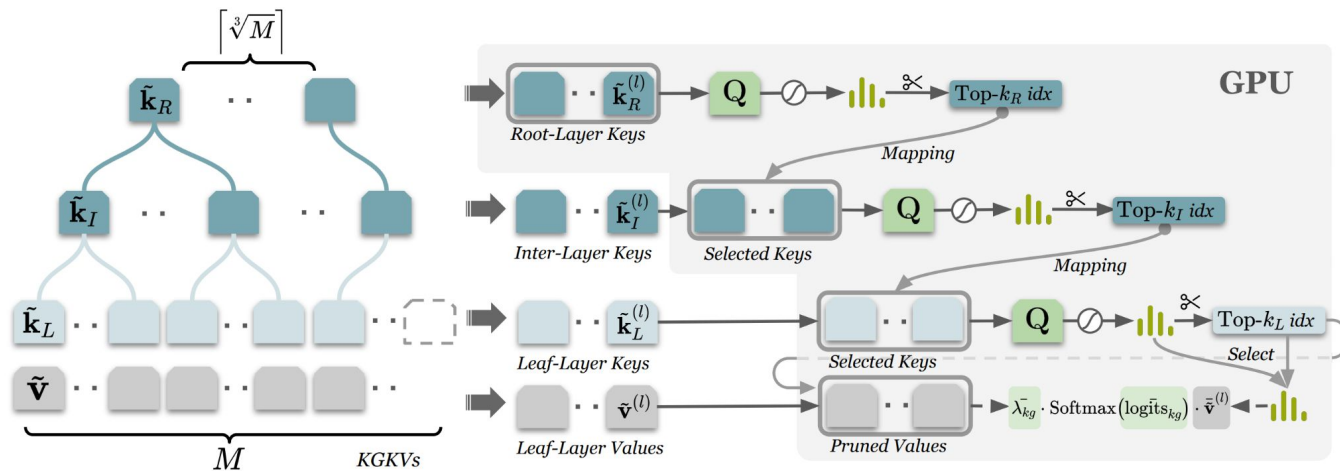 ⌈∛M⌉
GPU
k̃_R ·· 
·· k̃_R^(l) Q Top-k_R idx
Root-Layer Keys
Mapping
k̃_I ·· ··
·· k̃_I^(l) ·· Q Top-k_I idx
Inter-Layer Keys Selected Keys
Mapping
k̃_L ·· ·· ·· ··
·· k̃_L^(l) ·· Q Top-k_L idx
Leaf-Layer Keys Selected Keys Select
ṽ ·· ·· ·· ··
·· ṽ^(l) ·· λ̄_kg · Softmax(logits̄_kg) · ṽ̄^(l)
Leaf-Layer Values Pruned Values
M KGKVs